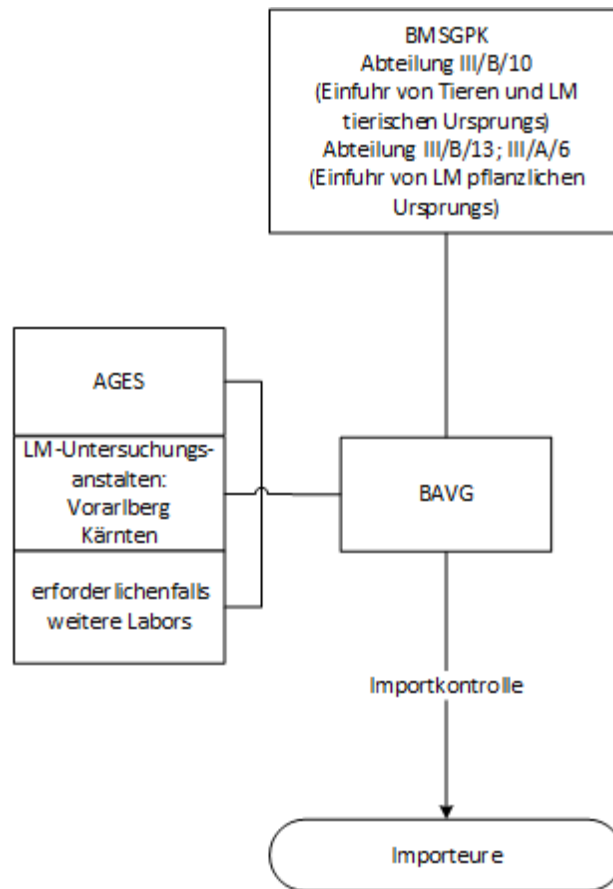 BMSGPK
Abteilung III/B/10
(Einfuhr von Tieren und LM
tierischen Ursprungs)
Abteilung III/B/13; III/A/6
(Einfuhr von LM pflanzlichen
Ursprungs)
AGES
LM-Untersuchungs-
anstalten:
Vorarlberg
Kärnten
erforderlichenfalls
weitere Labors
BAVG
Importkontrolle
Importeure